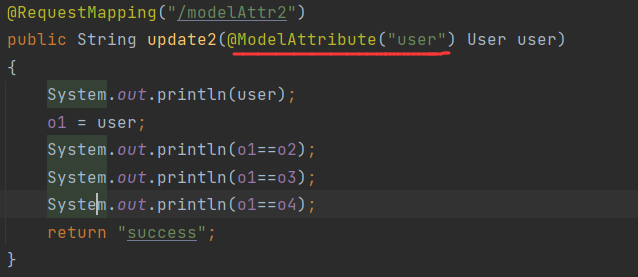 @RequestMapping("/modelAttr2")
public String update2(@ModelAttribute("user") User user)
{
    System.out.println(user);
    o1 = user;
    System.out.println(o1==o2);
    System.out.println(o1==o3);
    System.out.println(o1==o4);
    return "success";
}